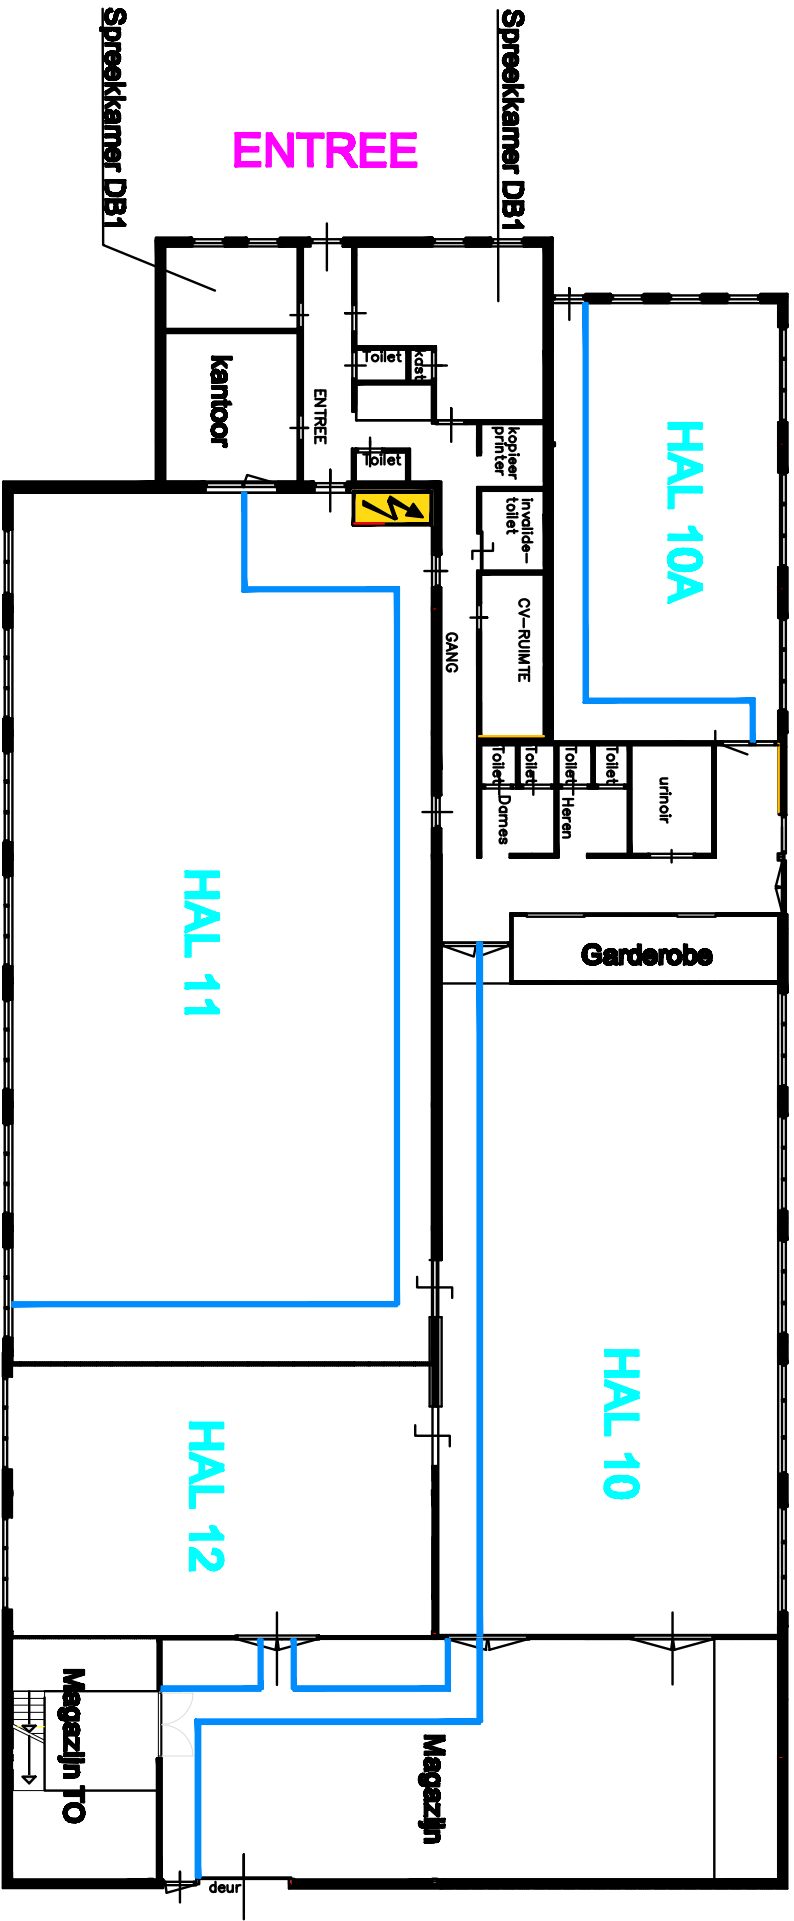 Spreekkamer DB1
Spreekkamer DB1
ENTREE
kantoor
ENTREE
Toilet
kast
Toilet
kopieer
printer
invalide-
toilet
CV-RUIMTE
GANG
HAL 10A
Toilet
Toilet
Toilet
Toilet
Dames
Heren
urinoir
Garderobe
HAL 11
HAL 10
HAL 12
Magazijn TO
Magazijn
deur